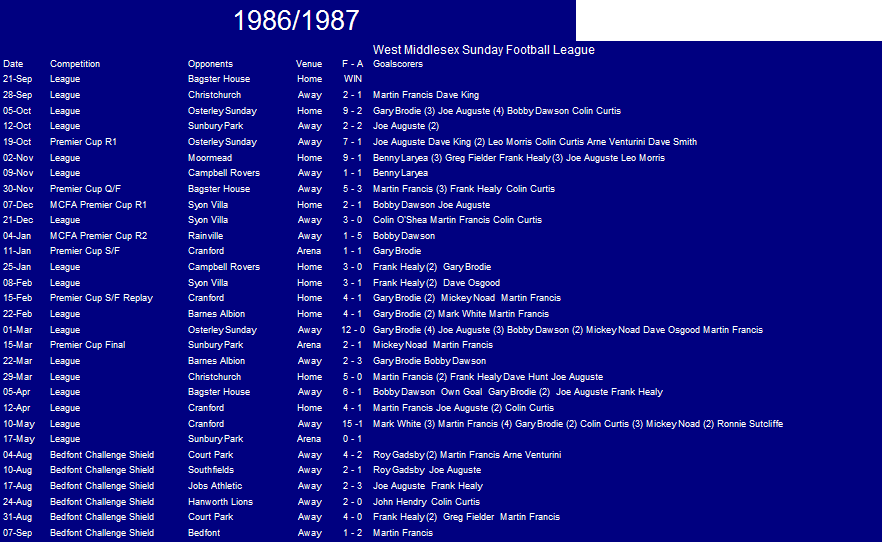 1986/1987
West Middlesex Sunday Football League
Date Competition Opponents Venue F - A Goalscorers
21-Sep League Bagster House Home WIN
28-Sep League Christchurch Away 2 - 1 Martin Francis Dave King
05-Oct League Osterley Sunday Home 9 - 2 Gary Brodie (3) Joe Auguste (4) Bobby Dawson Colin Curtis
12-Oct League Sunbury Park Away 2 - 2 Joe Auguste (2)
19-Oct Premier Cup R1 Osterley Sunday Away 7 - 1 Joe Auguste Dave King (2) Leo Morris Colin Curtis Arne Venturini Dave Smith
02-Nov League Moormead Home 9 - 1 Benny Laryea (3) Greg Fielder Frank Healy (3) Joe Auguste Leo Morris
09-Nov League Campbell Rovers Away 1 - 1 Benny Laryea
30-Nov Premier Cup Q/F Bagster House Away 5 - 3 Martin Francis (3) Frank Healy Colin Curtis
07-Dec MCFA Premier Cup R1 Syon Villa Home 2 - 1 Bobby Dawson Joe Auguste
21-Dec League Syon Villa Away 3 - 0 Colin O'Shea Martin Francis Colin Curtis
04-Jan MCFA Premier Cup R2 Rainville Away 1 - 5 Bobby Dawson
11-Jan Premier Cup S/F Cranford Arena 1 - 1 Gary Brodie
25-Jan League Campbell Rovers Home 3 - 0 Frank Healy (2) Gary Brodie
08-Feb League Syon Villa Home 3 - 1 Frank Healy (2) Dave Osgood
15-Feb Premier Cup S/F Replay Cranford Home 4 - 1 Gary Brodie (2) Mickey Noad Martin Francis
22-Feb League Barnes Albion Home 4 - 1 Gary Brodie (2) Mark White Martin Francis
01-Mar League Osterley Sunday Away 12 - 0 Gary Brodie (4) Joe Auguste (3) Bobby Dawson (2) Mickey Noad Dave Osgood Martin Francis
15-Mar Premier Cup Final Sunbury Park Arena 2 - 1 Mickey Noad Martin Francis
22-Mar League Barnes Albion Away 2 - 3 Gary Brodie Bobby Dawson
29-Mar League Christchurch Home 5 - 0 Martin Francis (2) Frank Healy Dave Hunt Joe Auguste
05-Apr League Bagster House Away 6 - 1 Bobby Dawson Own Goal Gary Brodie (2) Joe Auguste Frank Healy
12-Apr League Cranford Home 4 - 1 Martin Francis Joe Auguste (2) Colin Curtis
10-May League Cranford Away 15 -1 Mark White (3) Martin Francis (4) Gary Brodie (2) Colin Curtis (3) Mickey Noad (2) Ronnie Sutcliffe
17-May League Sunbury Park Arena 0 - 1
04-Aug Bedfont Challenge Shield Court Park Away 4 - 2 Roy Gadsby (2) Martin Francis Arne Venturini
10-Aug Bedfont Challenge Shield Southfields Away 2 - 1 Roy Gadsby Joe Auguste
17-Aug Bedfont Challenge Shield Jobs Athletic Away 2 - 3 Joe Auguste Frank Healy
24-Aug Bedfont Challenge Shield Hanworth Lions Away 2 - 0 John Hendry Colin Curtis
31-Aug Bedfont Challenge Shield Court Park Away 4 - 0 Frank Healy (2) Greg Fielder Martin Francis
07-Sep Bedfont Challenge Shield Bedfont Away 1 - 2 Martin Francis